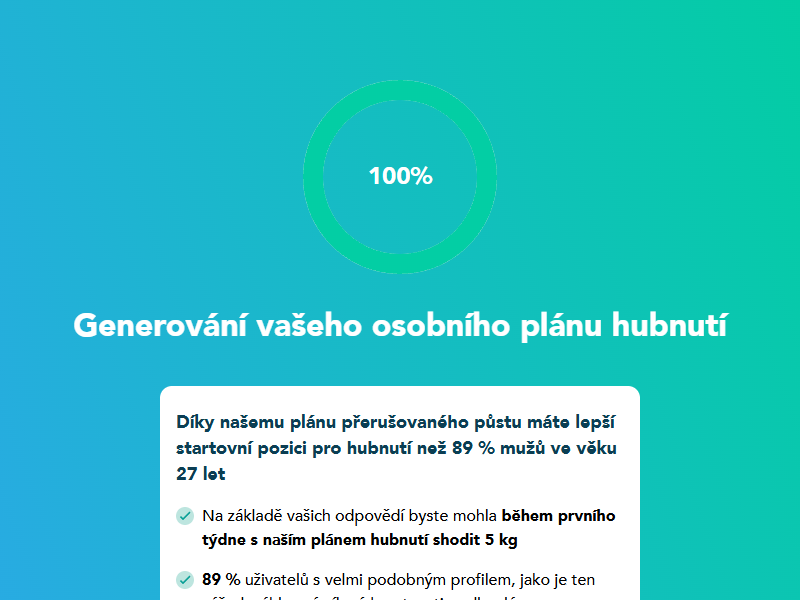 100%
Generování vašeho osobního plánu hubnutí
Díky našemu plánu přerušovaného půstu máte lepší
startovní pozici pro hubnutí než 89 % mužů ve věku
27 let
Na základě vašich odpovědí byste mohla během prvního
týdne s naším plánem hubnutí shodit 5 kg
89 % uživatelů s velmi podobným profilem, jako je ten